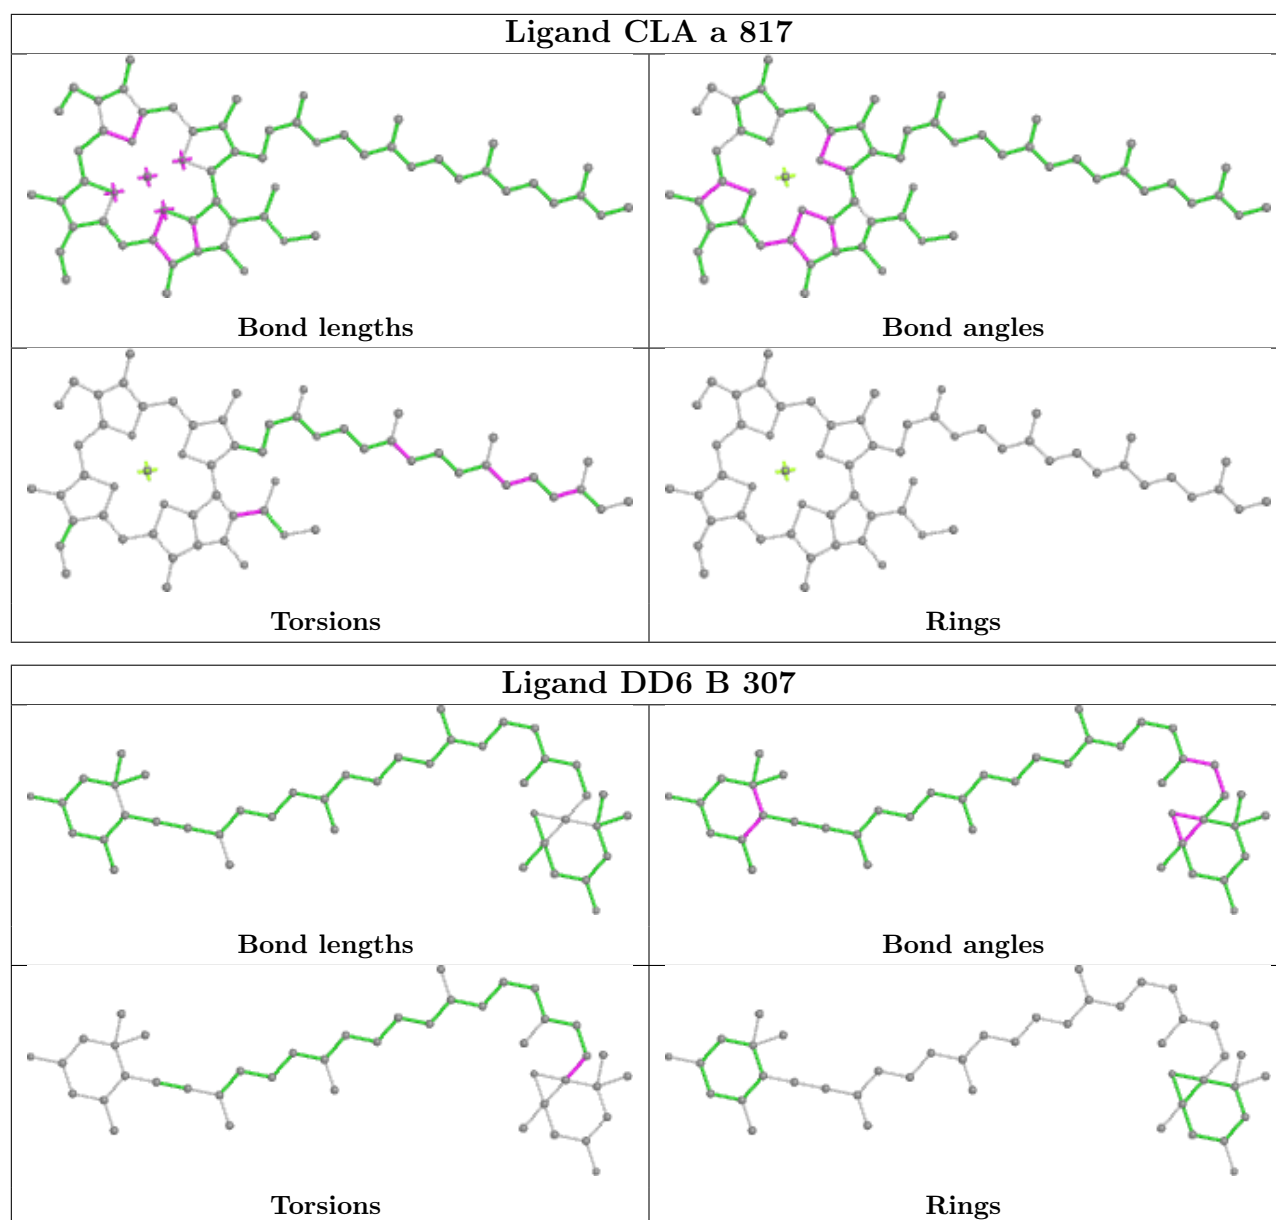 Ligand CLA a 817
Bond lengths
Bond angles
Torsions
Rings
Ligand DD6 B 307
Bond lengths
Bond angles
Torsions
Rings